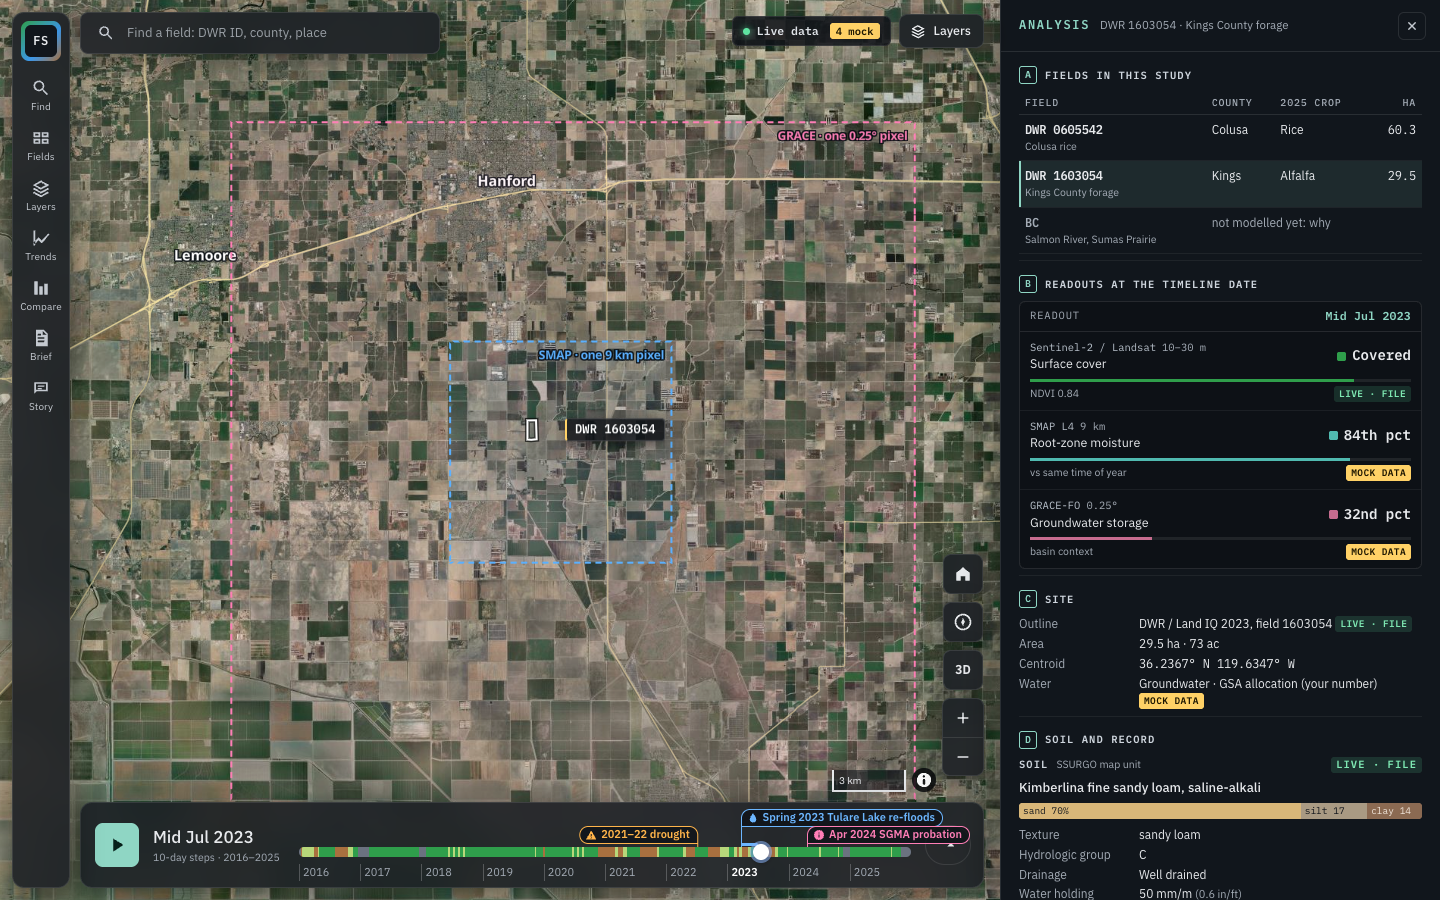 FS
Find a field: DWR ID, county, place
Live data
4 mock
Layers
Find
Fields
Layers
Trends
Compare
Brief
Story
GRACE · one 0.25° pixel
Hanford
Lemoore
SMAP · one 9 km pixel
DWR 1603054
3D
+
−
3 km
Mid Jul 2023
10-day steps · 2016–2025
2021–22 drought
Spring 2023 Tulare Lake re-floods
Apr 2024 SGMA probation
2016
2017
2018
2019
2020
2021
2022
2023
2024
2025
ANALYSIS DWR 1603054 · Kings County forage
A FIELDS IN THIS STUDY
FIELD COUNTY 2025 CROP HA
DWR 0605542 Colusa Rice 60.3
Colusa rice
DWR 1603054 Kings Alfalfa 29.5
Kings County forage
BC not modelled yet: why
Salmon River, Sumas Prairie
B READOUTS AT THE TIMELINE DATE
READOUT Mid Jul 2023
Sentinel-2 / Landsat 10–30 m
Surface cover Covered
NDVI 0.84 LIVE · FILE
SMAP L4 9 km
Root-zone moisture 84th pct
vs same time of year MOCK DATA
GRACE-FO 0.25°
Groundwater storage 32nd pct
basin context MOCK DATA
C SITE
Outline DWR / Land IQ 2023, field 1603054 LIVE · FILE
Area 29.5 ha · 73 ac
Centroid 36.2367° N 119.6347° W
Water Groundwater · GSA allocation (your number)
MOCK DATA
D SOIL AND RECORD
SOIL SSURGO map unit LIVE · FILE
Kimberlina fine sandy loam, saline-alkali
sand 70% silt 17 clay 14
Texture sandy loam
Hydrologic group C
Drainage Well drained
Water holding 50 mm/m (0.6 in/ft)